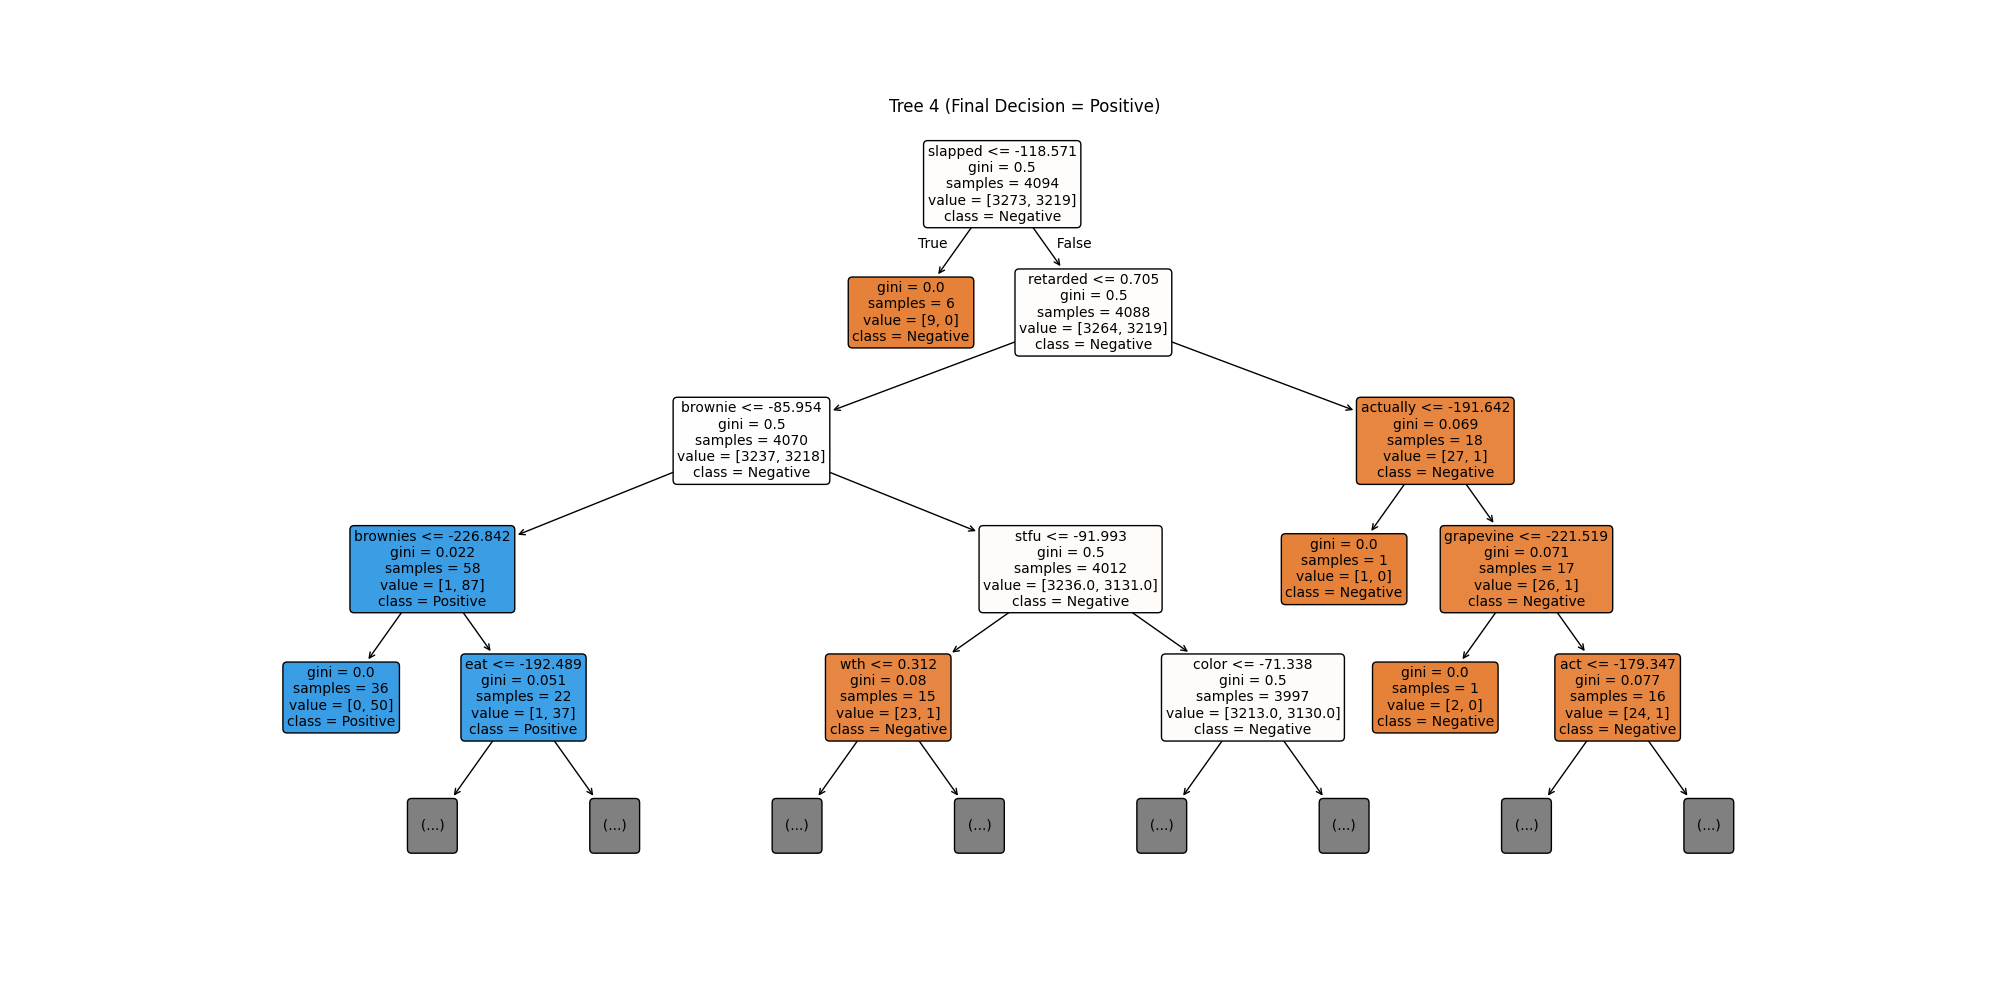 Tree 4 (Final Decision = Positive)
slapped <= -118.571
gini = 0.5
samples = 4094
value = [3273, 3219]
class = Negative
True
False
gini = 0.0
samples = 6
value = [9, 0]
class = Negative
retarded <= 0.705
gini = 0.5
samples = 4088
value = [3264, 3219]
class = Negative
brownie <= -85.954
gini = 0.5
samples = 4070
value = [3237, 3218]
class = Negative
actually <= -191.642
gini = 0.069
samples = 18
value = [27, 1]
class = Negative
brownies <= -226.842
gini = 0.022
samples = 58
value = [1, 87]
class = Positive
stfu <= -91.993
gini = 0.5
samples = 4012
value = [3236.0, 3131.0]
class = Negative
gini = 0.0
samples = 1
value = [1, 0]
class = Negative
grapevine <= -221.519
gini = 0.071
samples = 17
value = [26, 1]
class = Negative
gini = 0.0
samples = 36
value = [0, 50]
class = Positive
eat <= -192.489
gini = 0.051
samples = 22
value = [1, 37]
class = Positive
wth <= 0.312
gini = 0.08
samples = 15
value = [23, 1]
class = Negative
color <= -71.338
gini = 0.5
samples = 3997
value = [3213.0, 3130.0]
class = Negative
gini = 0.0
samples = 1
value = [2, 0]
class = Negative
act <= -179.347
gini = 0.077
samples = 16
value = [24, 1]
class = Negative
(...)
(...)
(...)
(...)
(...)
(...)
(...)
(...)